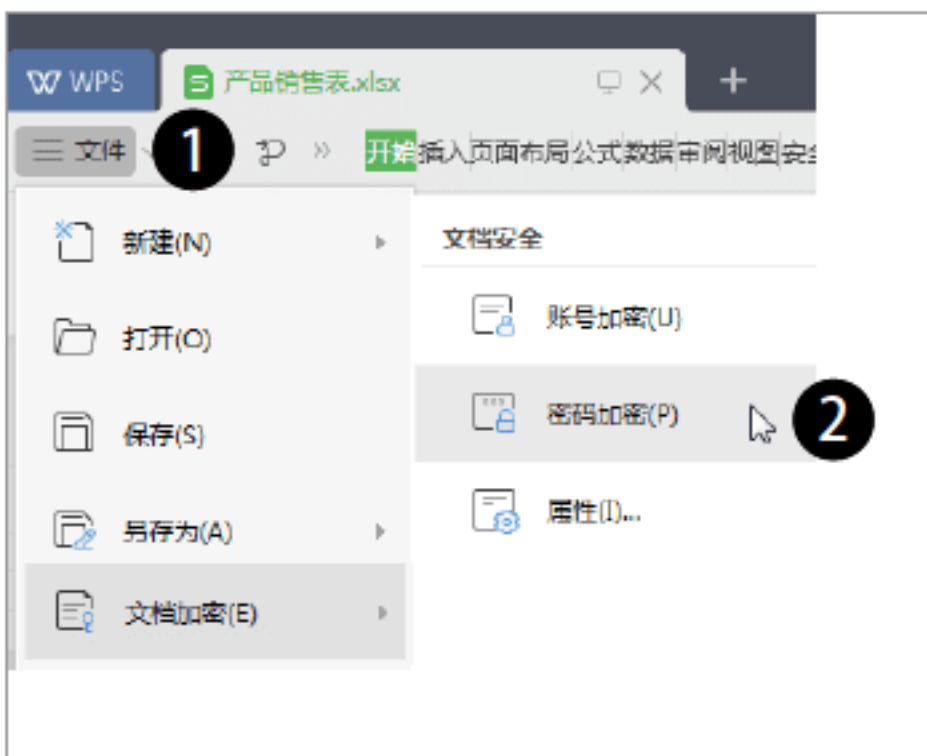 WPS 产品销售表.xlsx
文件 1 开始 插入 页面布局 公式 数据 审阅 视图
新建(N)
打开(O)
保存(S)
另存为(A)
文档加密(E)
文档安全
账号加密(U)
密码加密(P) 2
属性(I)...